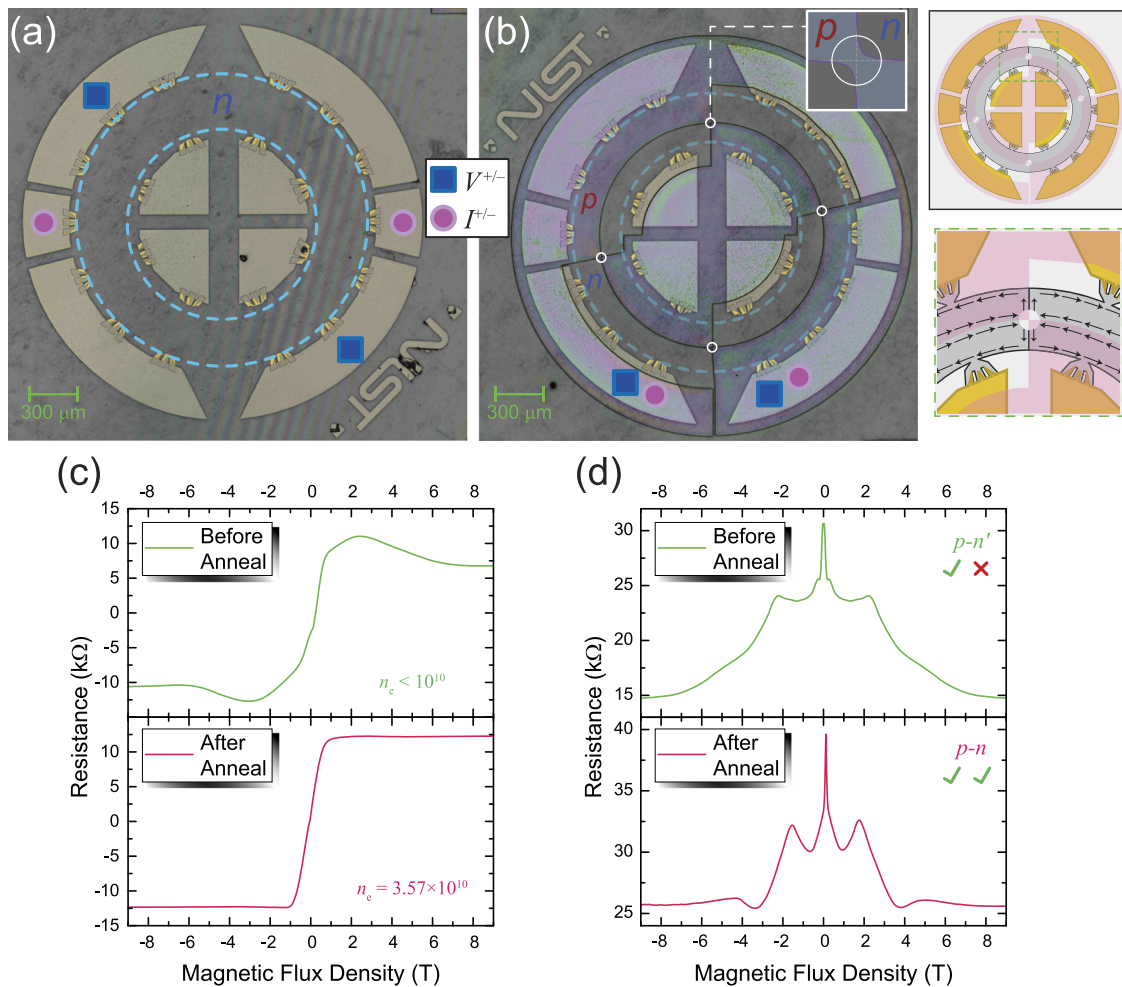 (a)
n
V+/−
I+/−
300 μm
NIST
(b)
NIST
p
n
p
n
300 μm
(c)
-8 -6 -4 -2 0 2 4 6 8
15
10
5
0
-5
-10
Before
Anneal
nₑ < 10¹⁰
After
Anneal
10
5
0
-5
-10
-15
nₑ = 3.57×10¹⁰
-8 -6 -4 -2 0 2 4 6 8
Resistance (kΩ)
Magnetic Flux Density (T)
(d)
-8 -6 -4 -2 0 2 4 6 8
30
25
20
15
Before
Anneal
p-n′
✓ ×
Resistance (kΩ)
40
35
30
25
After
Anneal
p-n
✓ ✓
Resistance (kΩ)
-8 -6 -4 -2 0 2 4 6 8
Magnetic Flux Density (T)